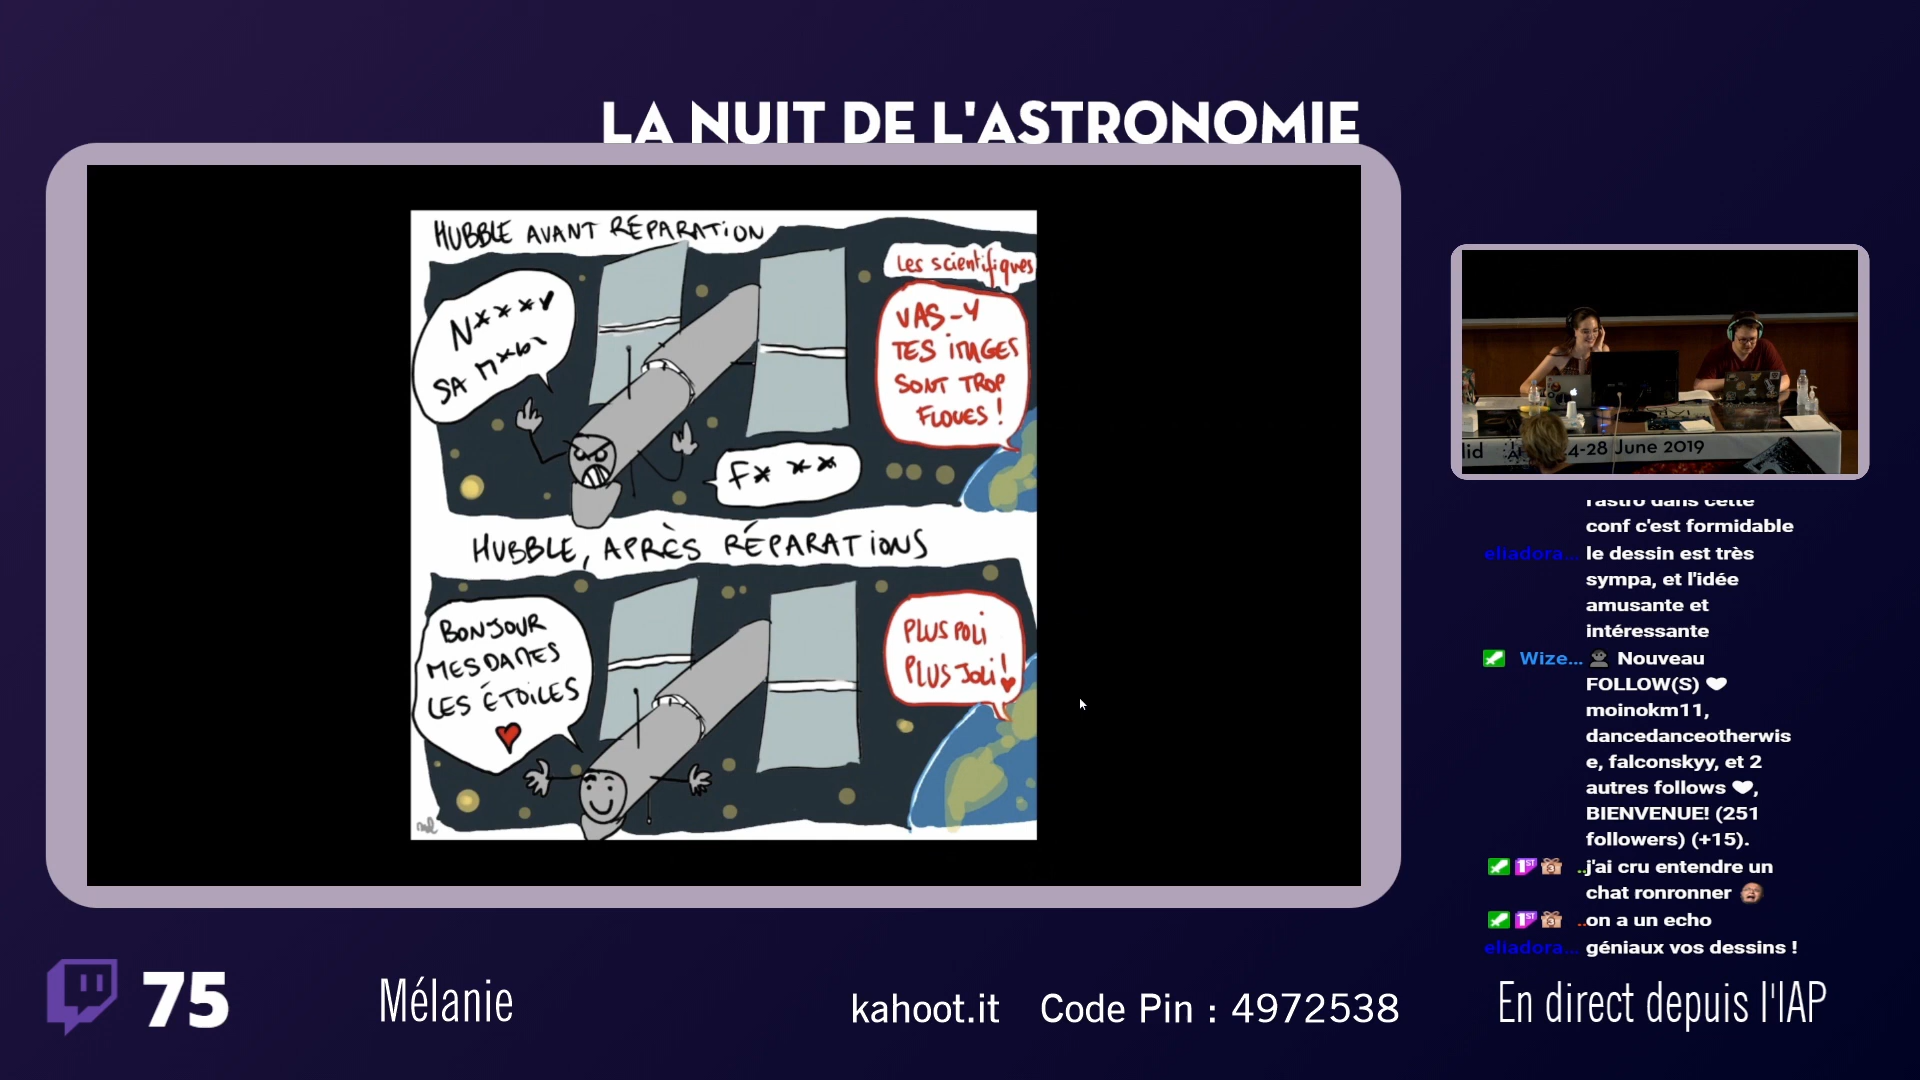 LA NUIT DE L'ASTRONOMIE
HUBBLE AVANT RÉPARATION
N***✓
Les scientifiques
VAS-Y
TES IMAGES
SONT TROP
FLOUES !
F* **
HUBBLE, APRÈS RÉPARATIONS
BONJOUR
MESDAMES
LES ÉTOILES
PLUS POLI
PLUS JOLI !
4-28 June 2019
l'astro dans cette
conf c'est formidable
eliadora... le dessin est très
sympa, et l'idée
amusante et
intéressante
Wize... Nouveau
FOLLOW(S)
moinokm11,
dancedanceotherwis
e, falconskyy, et 2
autres follows ,
BIENVENUE! (251
followers) (+15).
..j'ai cru entendre un
chat ronronner
..on a un echo
eliadora... géniaux vos dessins !
75
Mélanie
kahoot.it Code Pin : 4972538
En direct depuis l'IAP